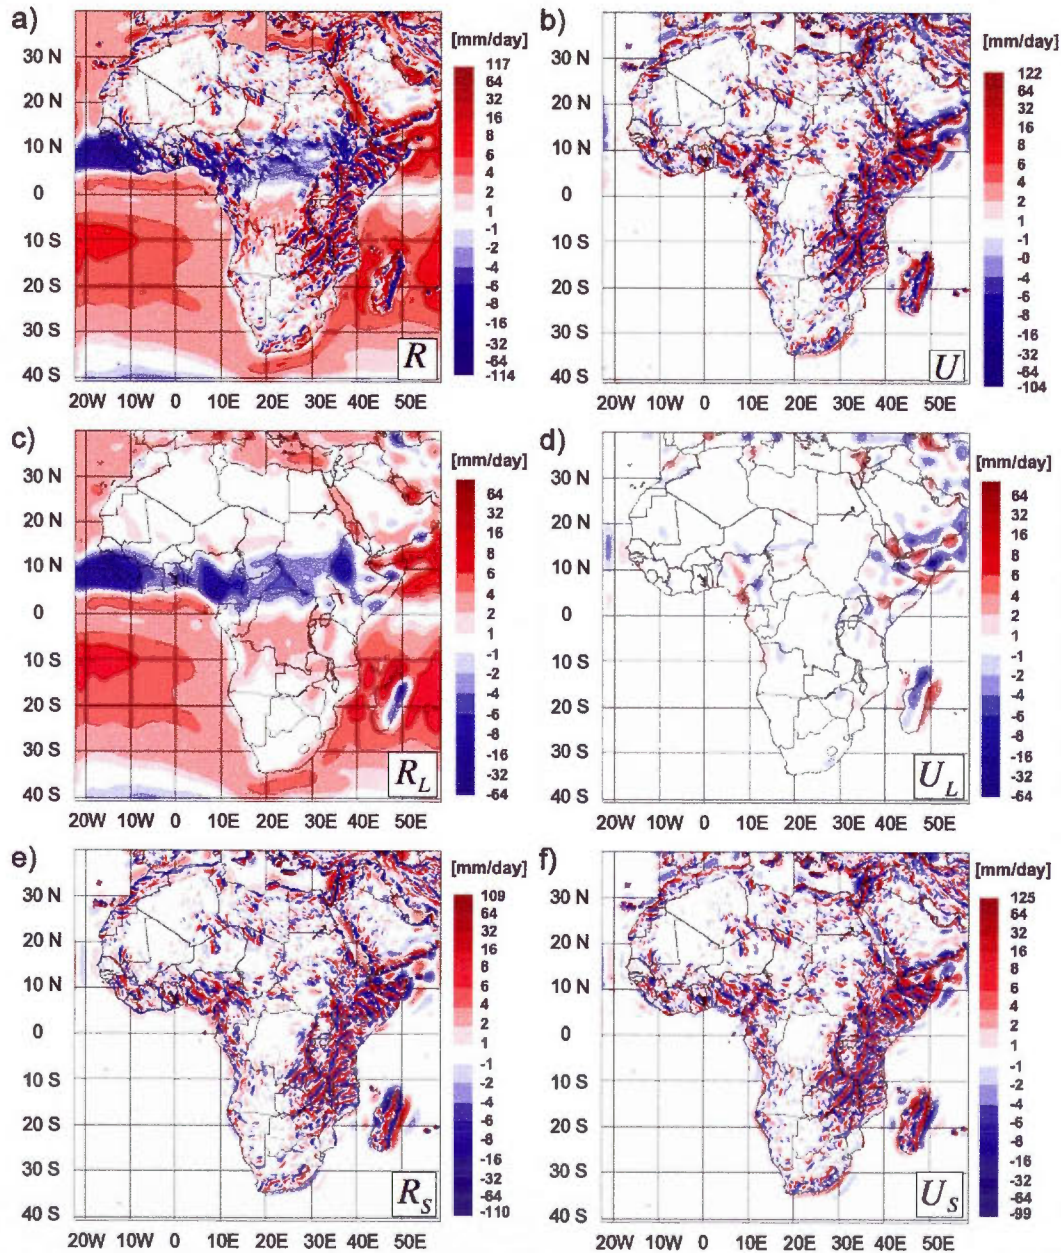 a)
[mm/day]
30 N
20 N
10 N
0
10 S
20 S
30 S
40 S
20W 10W 0 10E 20E 30E 40E 50E
117
64
32
16
8
6
4
2
1
-1
-2
-4
-6
-8
-16
-32
-64
-114
R
b)
[mm/day]
30 N
20 N
10 N
0
10 S
20 S
30 S
40 S
20W 10W 0 10E 20E 30E 40E 50E
122
64
32
16
8
6
4
2
1
-1
-0
-4
-6
-8
-16
-32
-64
-104
U
c)
[mm/day]
30 N
20 N
10 N
0
10 S
20 S
30 S
40 S
20W 10W 0 10E 20E 30E 40E 50E
64
32
16
8
6
4
2
1
-1
-2
-4
-6
-8
-16
-32
-64
R_L
d)
[mm/day]
30 N
20 N
10 N
0
10 S
20 S
30 S
40 S
20W 10W 0 10E 20E 30E 40E 50E
64
32
16
8
6
4
2
1
-1
-2
-4
-6
-8
-16
-32
-64
U_L
e)
[mm/day]
30 N
20 N
10 N
0
10 S
20 S
30 S
40 S
20W 10W 0 10E 20E 30E 40E 50E
109
64
32
16
8
6
4
2
1
-1
-2
-4
-6
-8
-16
-32
-64
-110
R_S
f)
[mm/day]
30 N
20 N
10 N
0
10 S
20 S
30 S
40 S
20W 10W 0 10E 20E 30E 40E 50E
125
64
32
16
8
6
4
2
1
-1
-2
-4
-6
-8
-16
-32
-64
-99
U_S